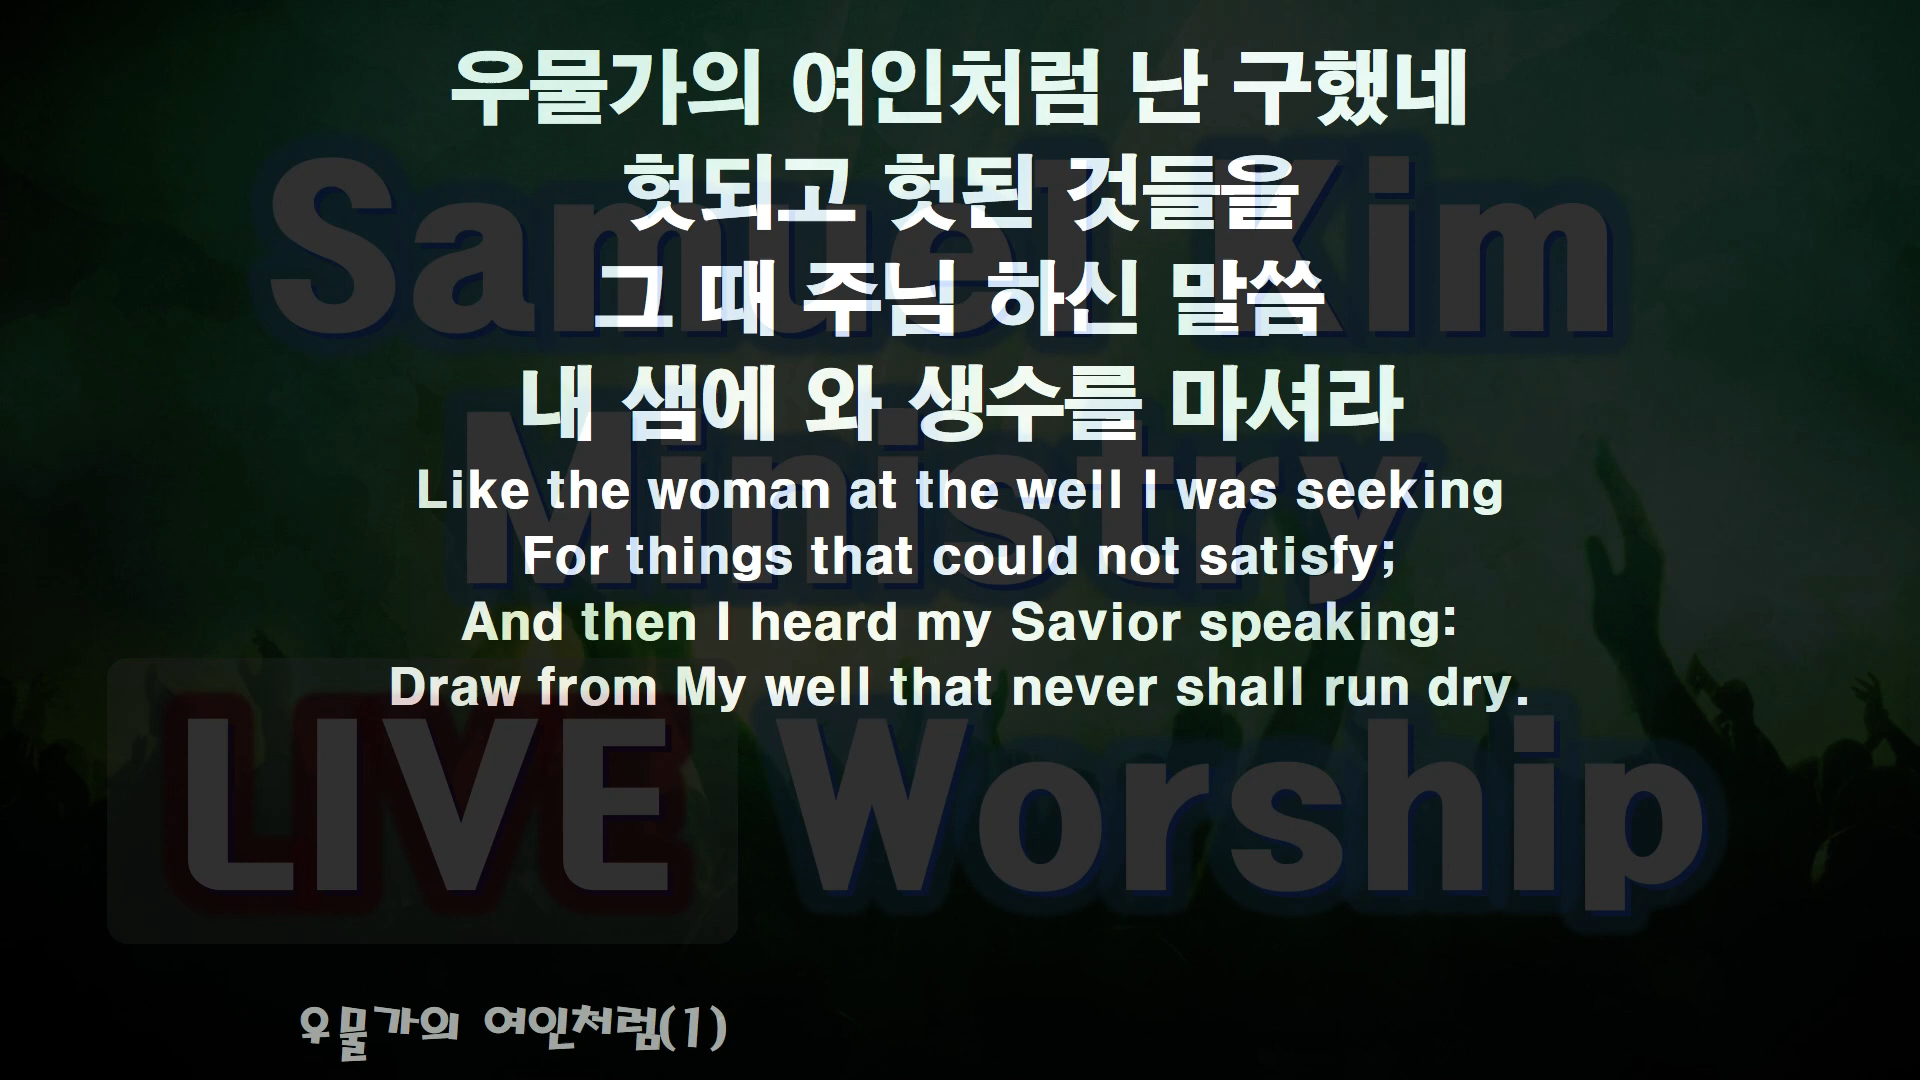 우물가의 여인처럼 난 구했네
헛되고 헛된 것들을
그 때 주님 하신 말씀
내 샘에 와 생수를 마셔라
Like the woman at the well I was seeking
For things that could not satisfy;
And then I heard my Savior speaking:
Draw from My well that never shall run dry.
Samuel Kim
Ministry
LIVE Worship
우물가의 여인처럼(1)